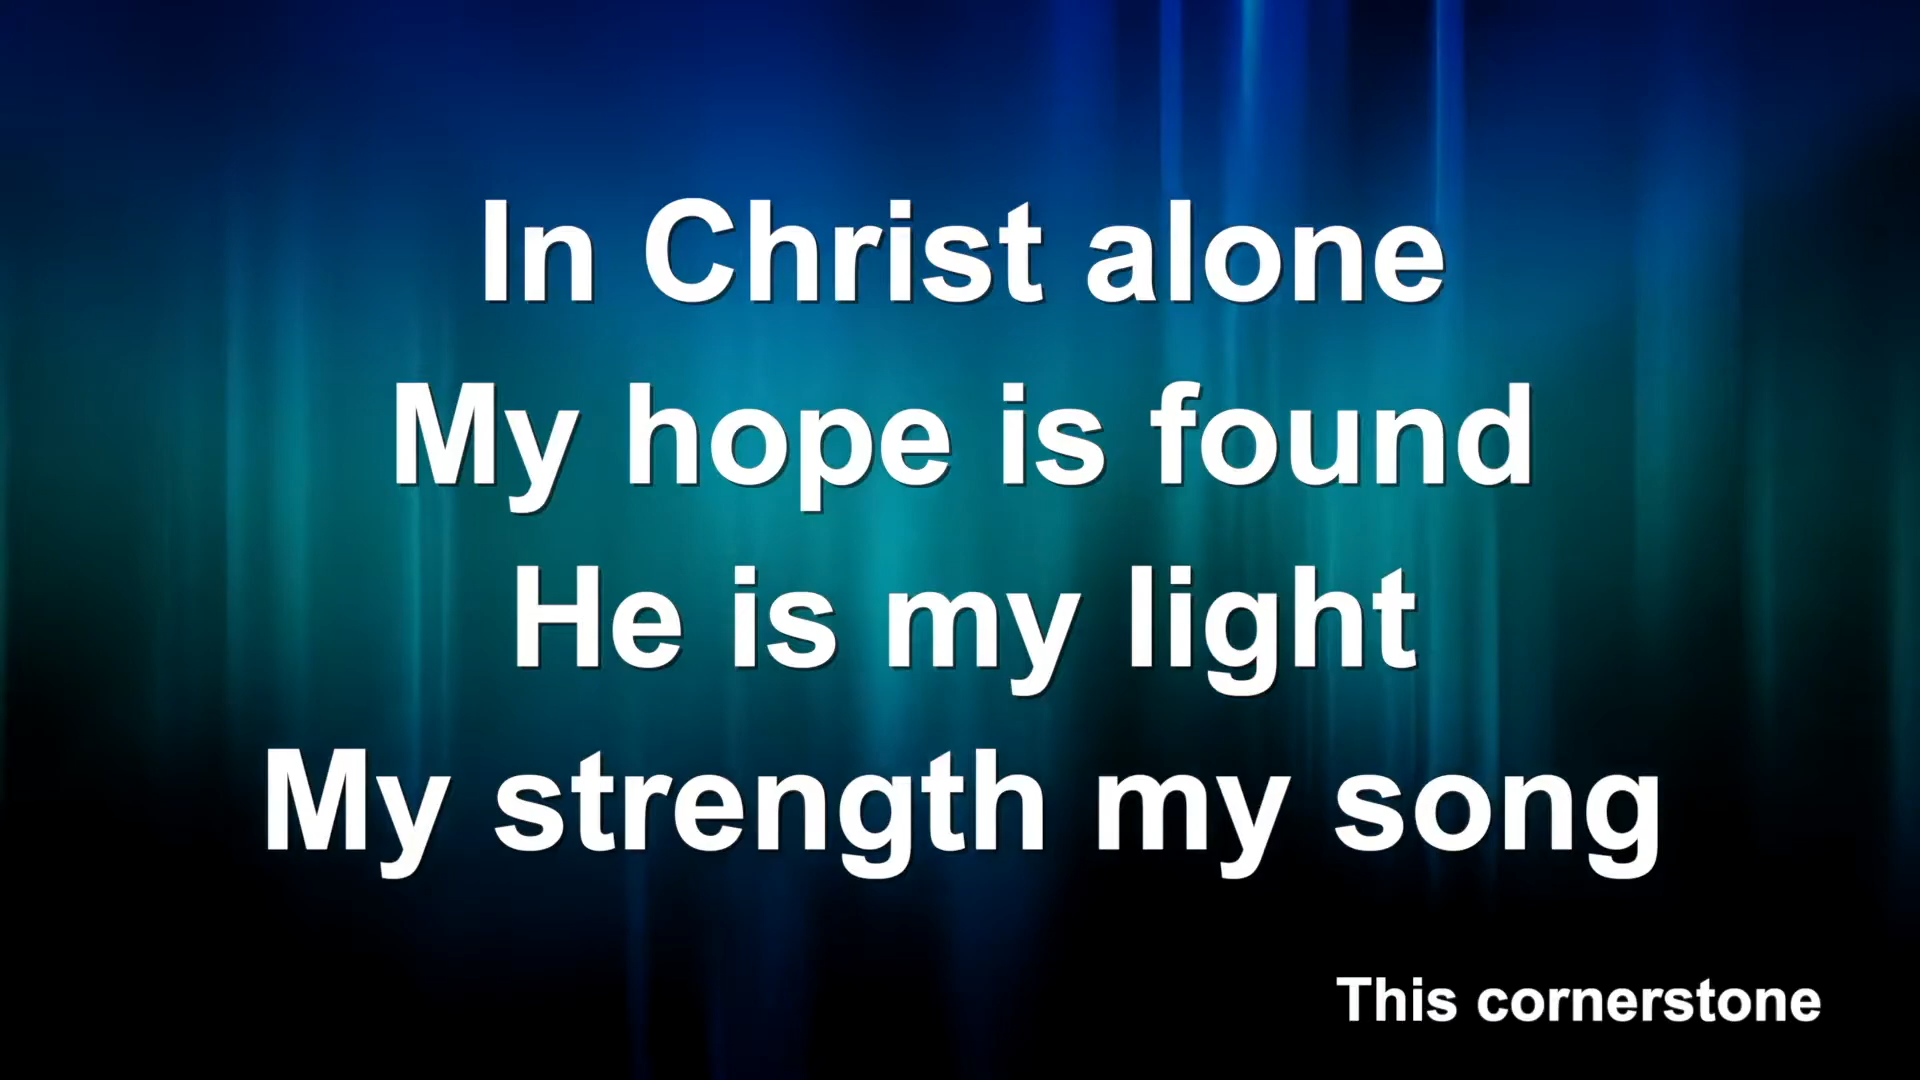 In Christ alone
My hope is found
He is my light
My strength my song
This cornerstone